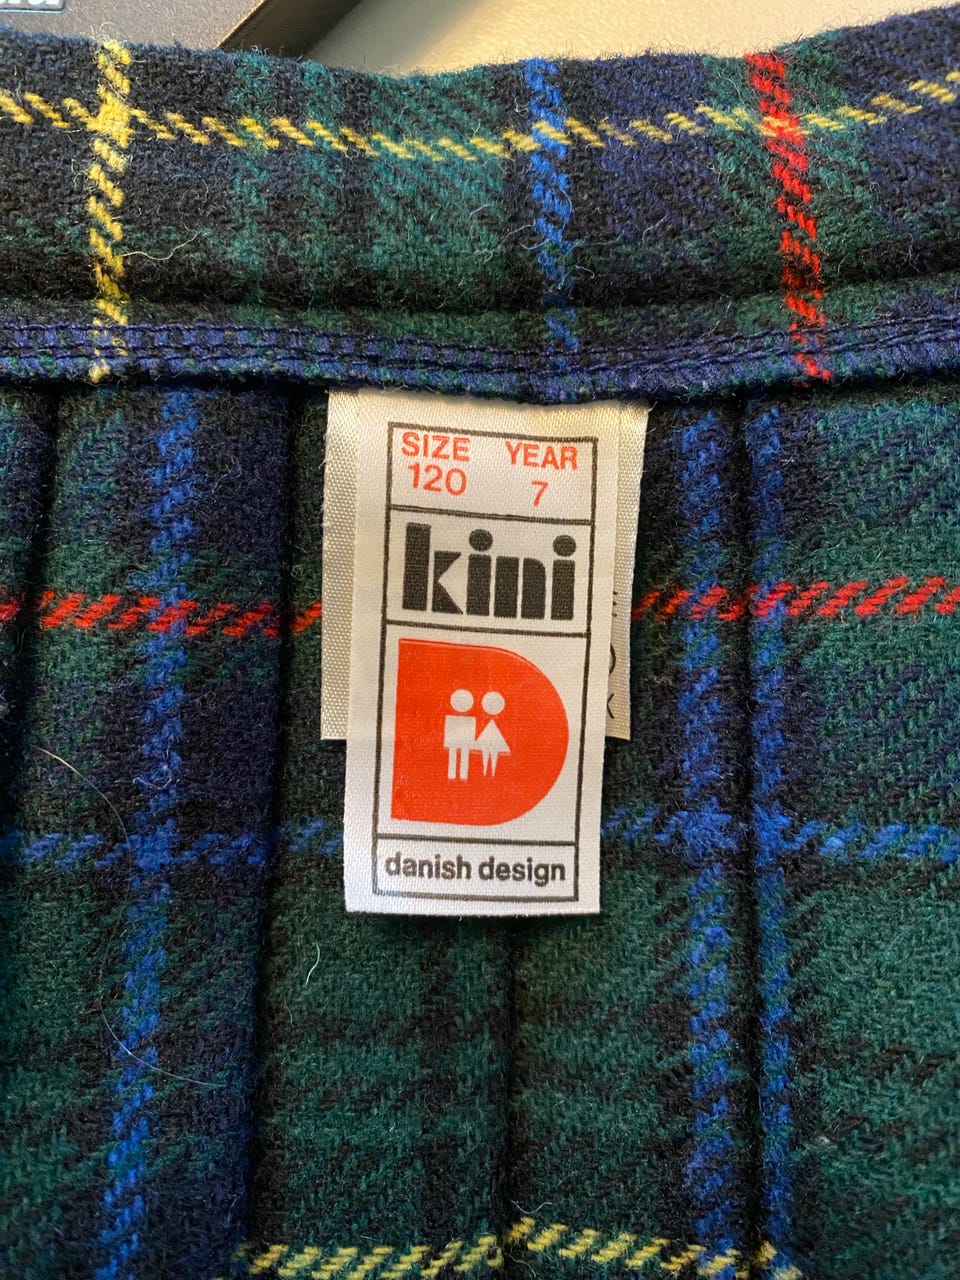 SIZE YEAR
120 7
kini
danish design